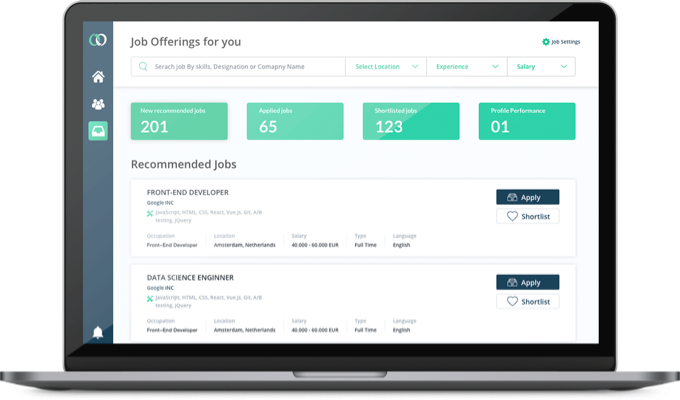 Job Offerings for you
Job Settings
Serach job By skills, Designation or Comapny Name
Select Location
Experience
Salary
New recommended jobs
201
Applied jobs
65
Shortlisted jobs
123
Profile Performance
01
Recommended Jobs
FRONT-END DEVELOPER
Google INC
JavaScript, HTML, CSS, React, Vue.js, Git, A/B
testing, jQuery
Apply
Shortlist
Occupation Location Salary Type Language
Front-End Developer Amsterdam, Netherlands 40.000 - 60.000 EUR Full Time English
DATA SCIENCE ENGINNER
Google INC
JavaScript, HTML, CSS, React, Vue.js, Git, A/B
testing, jQuery
Apply
Shortlist
Occupation Location Salary Type Language
Front-End Developer Amsterdam, Netherlands 40.000 - 60.000 EUR Full Time English